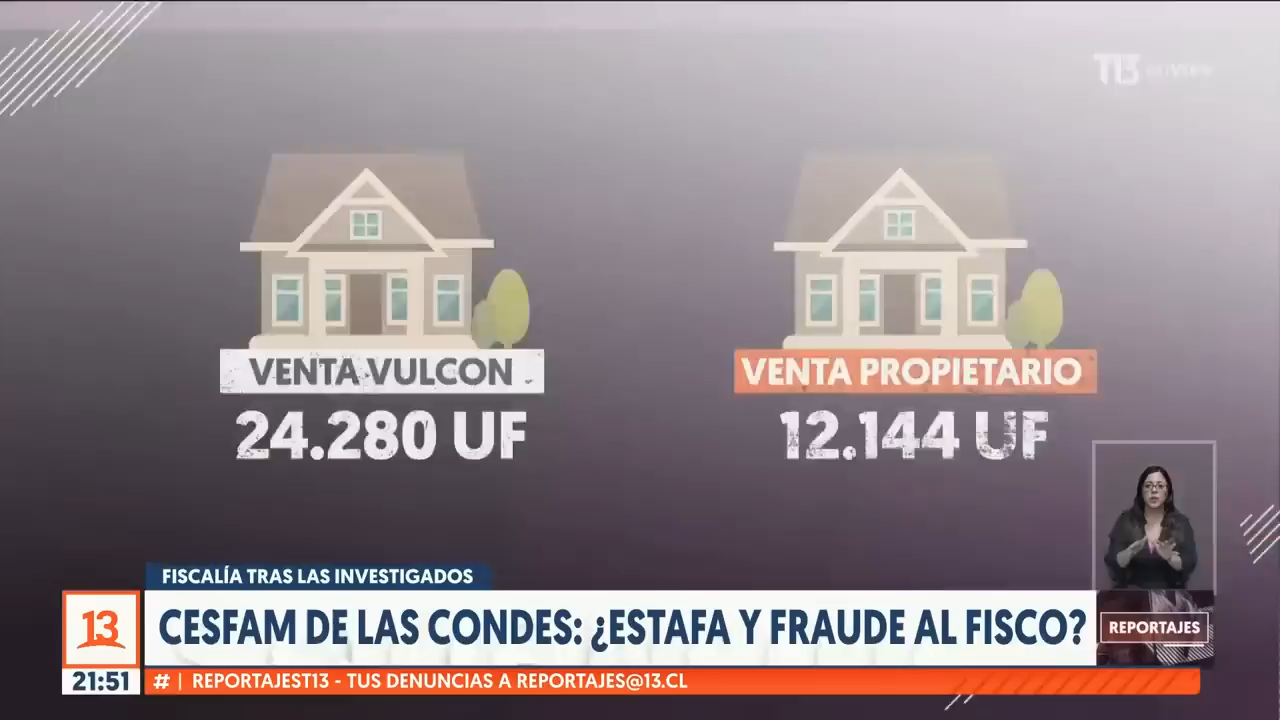 T13
VENTA VULCON
24.280 UF
VENTA PROPIETARIO
12.144 UF
FISCALÍA TRAS LAS INVESTIGADOS
13
CESFAM DE LAS CONDES: ¿ESTAFA Y FRAUDE AL FISCO?
REPORTAJES
21:51
# | REPORTAJEST13 - TUS DENUNCIAS A REPORTAJES@13.CL